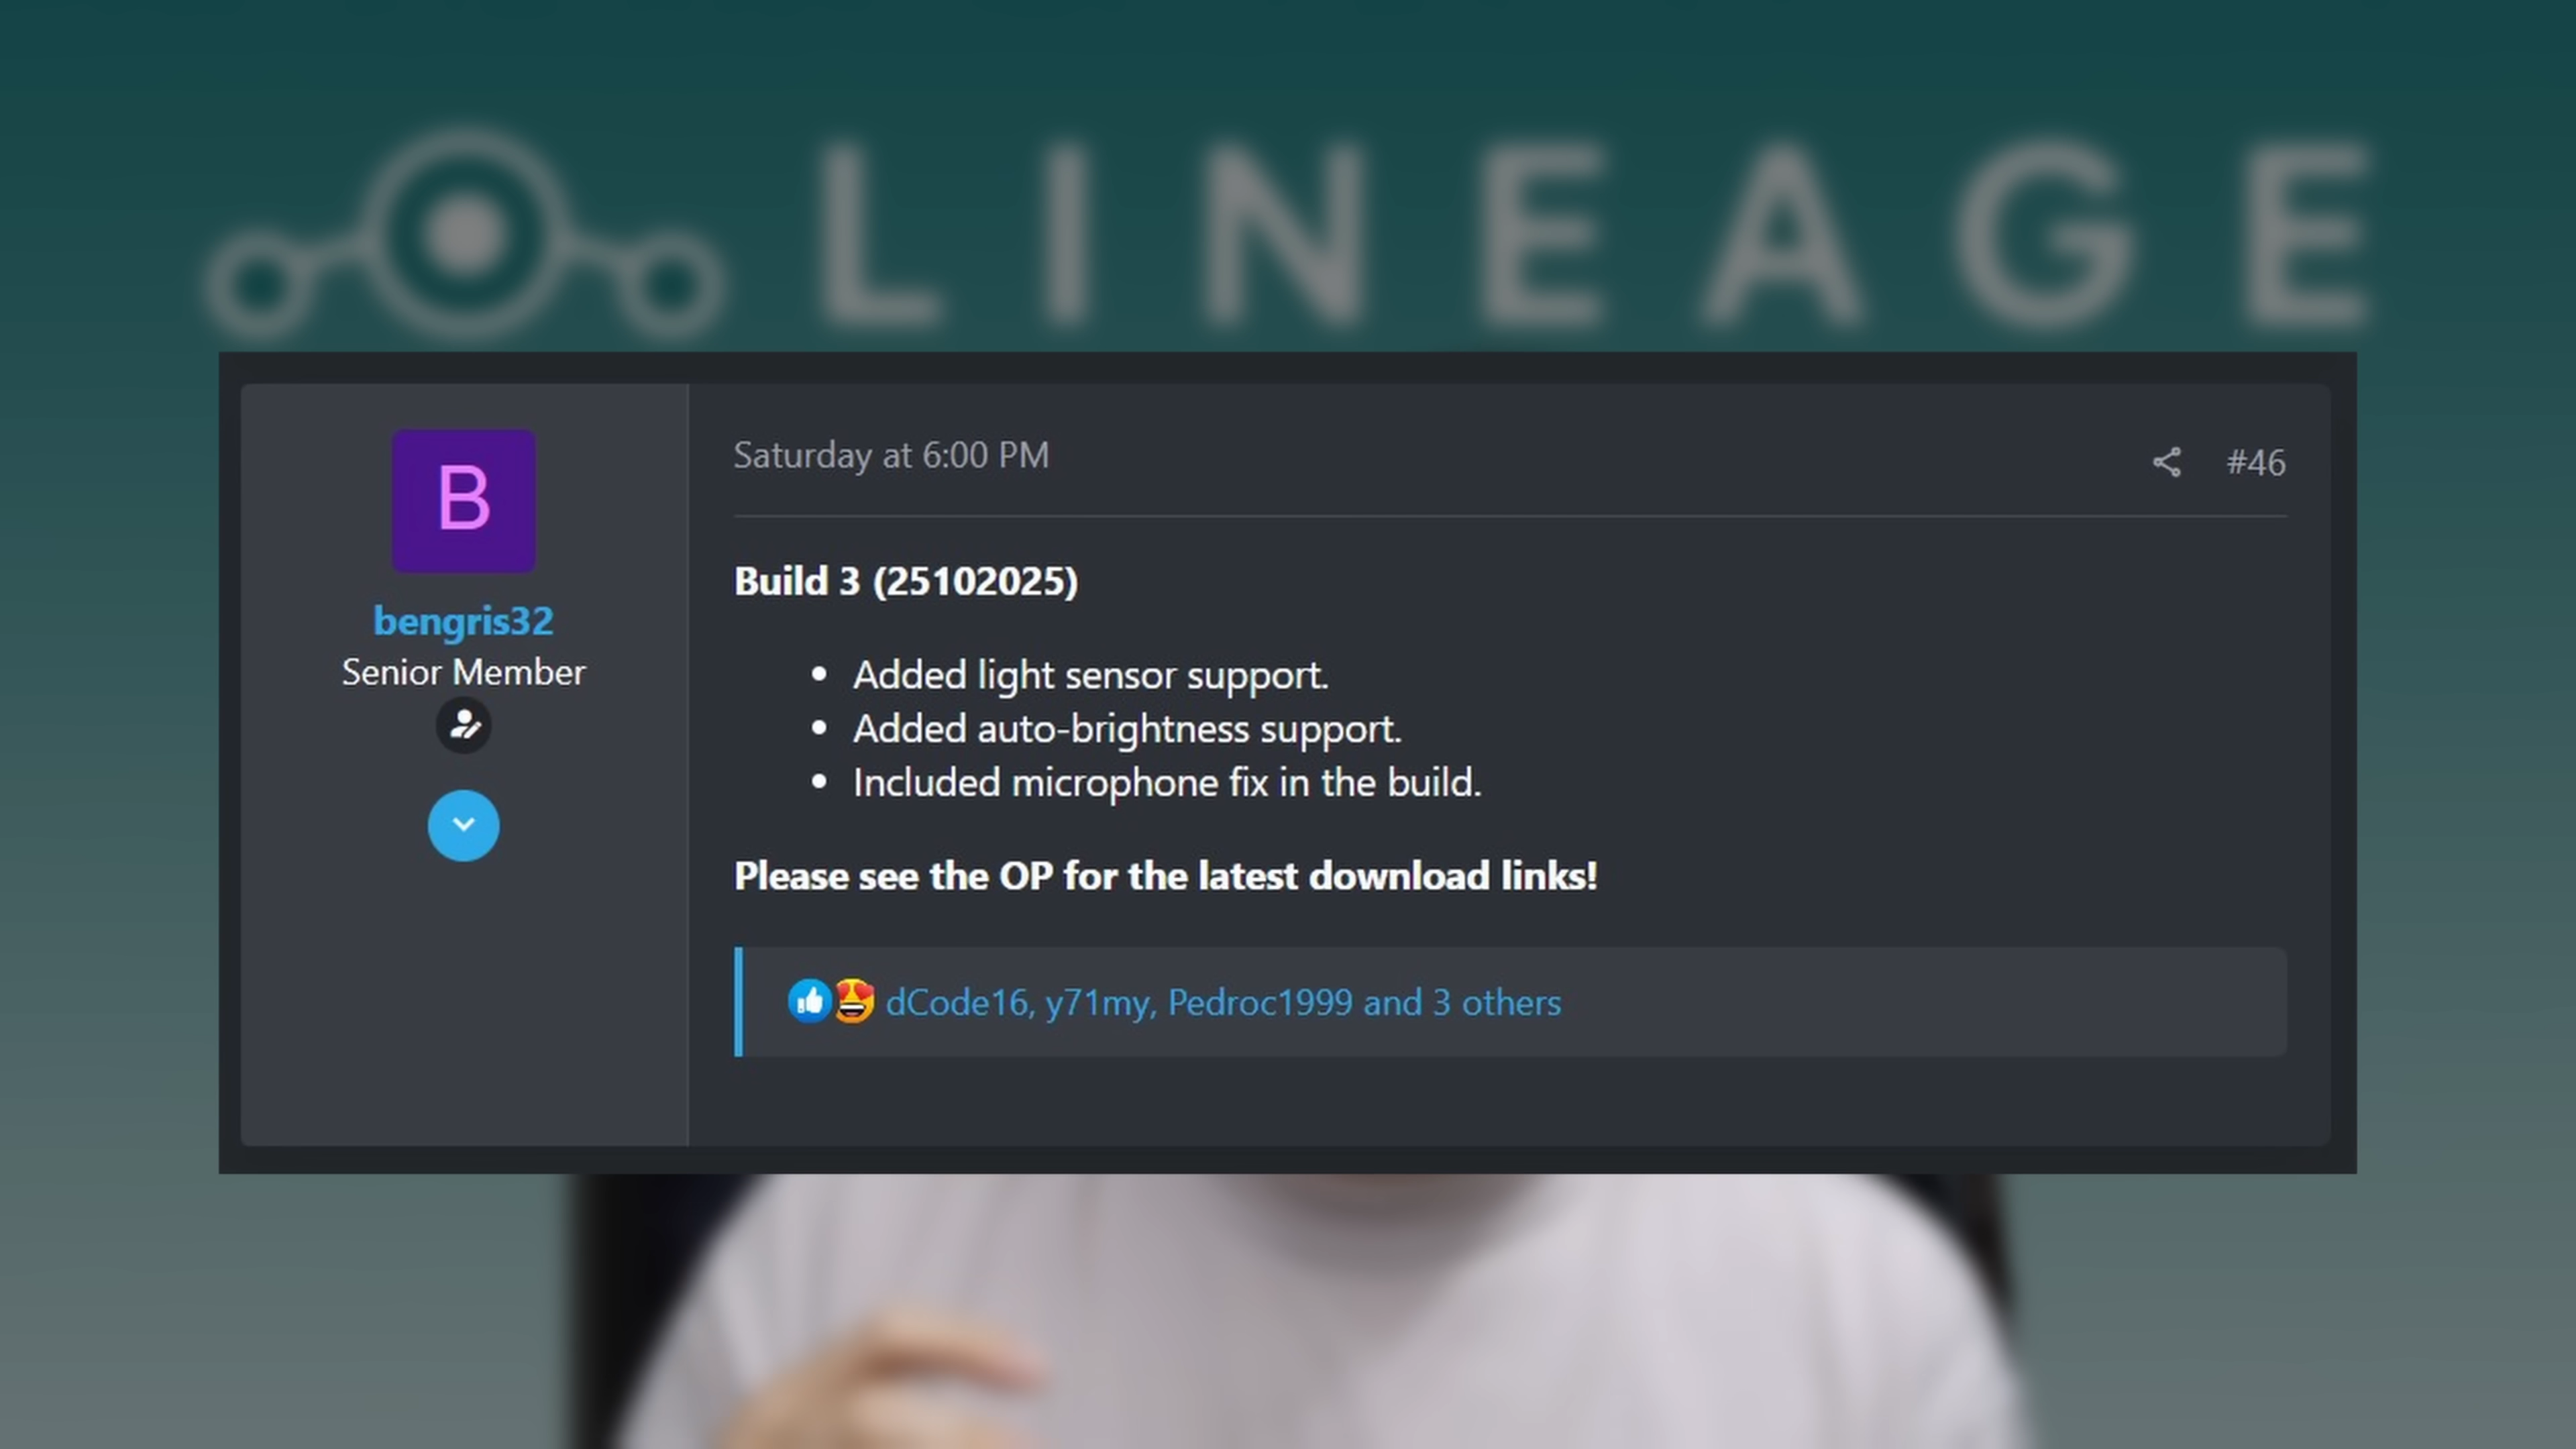 LINEAGE
B
bengris32
Senior Member
Saturday at 6:00 PM
#46
Build 3 (25102025)
Added light sensor support.
Added auto-brightness support.
Included microphone fix in the build.
Please see the OP for the latest download links!
dCode16, y71my, Pedroc1999 and 3 others